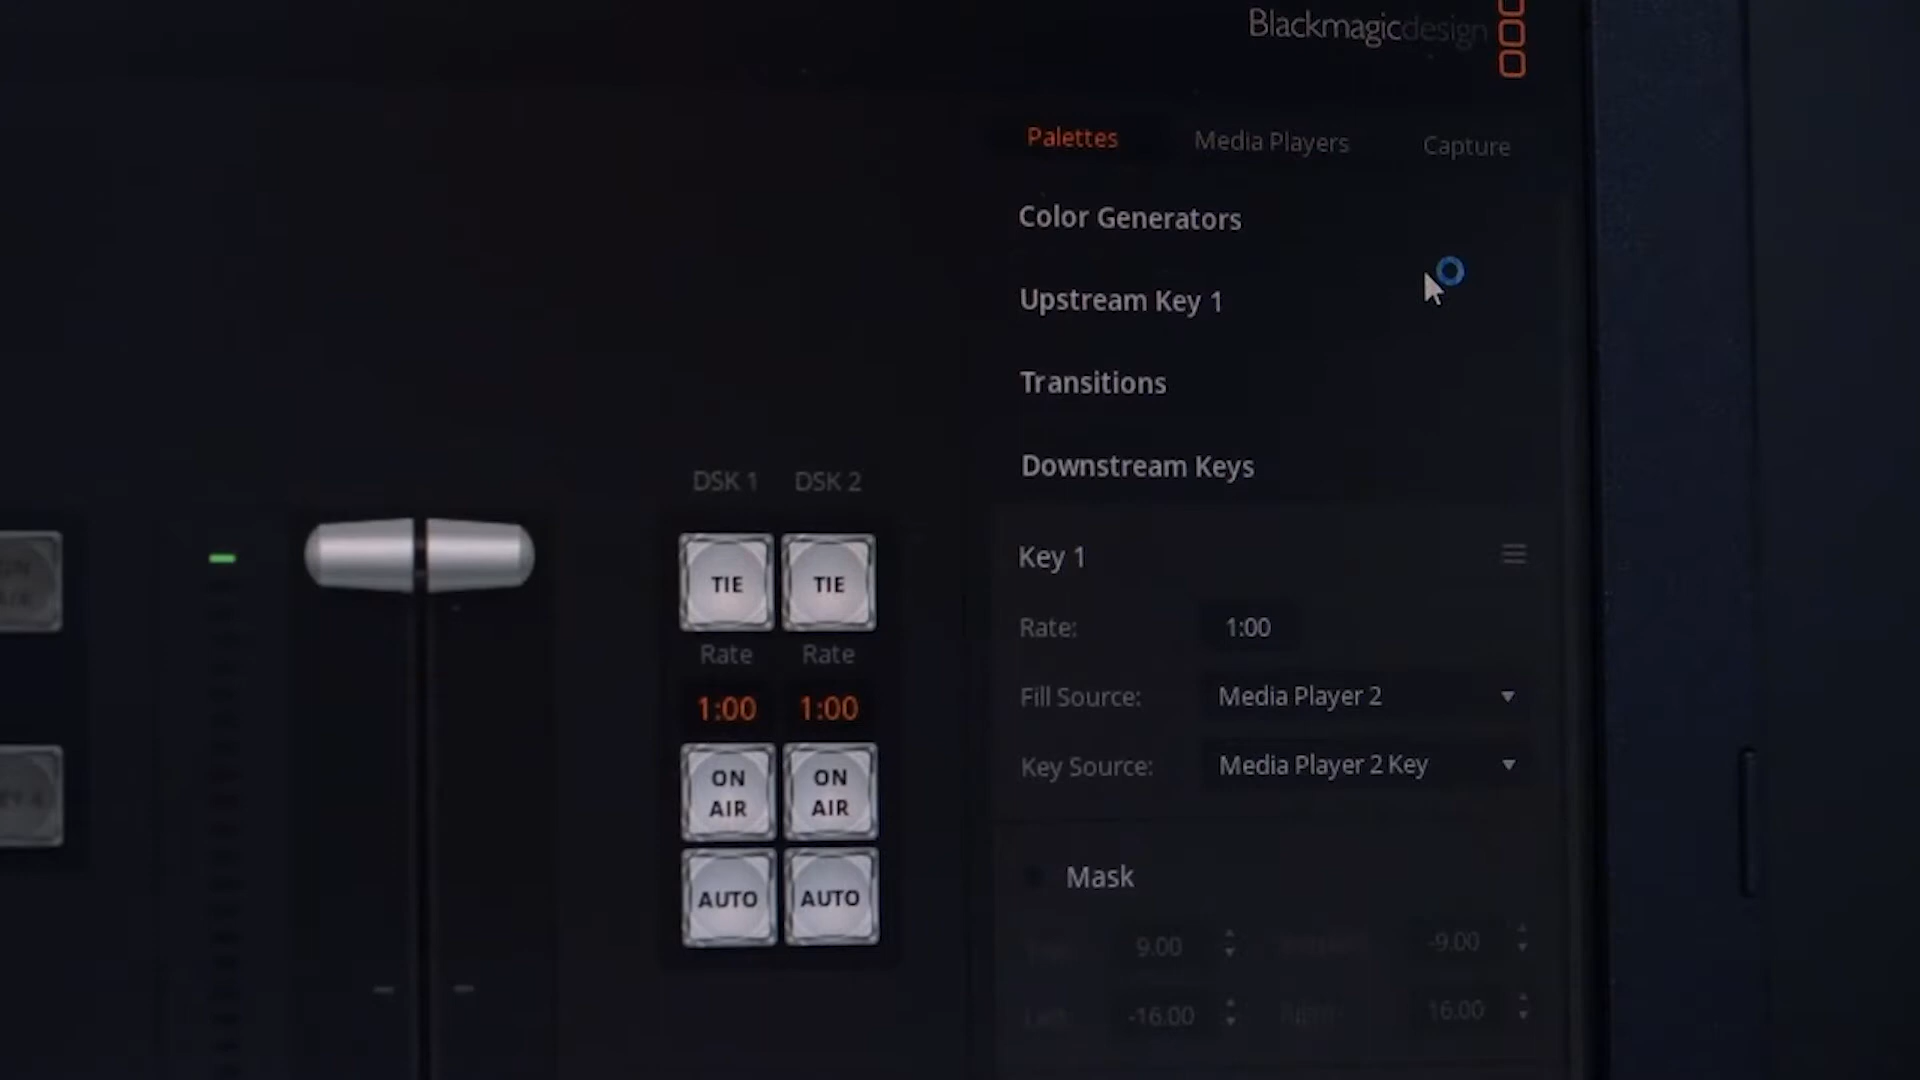 Blackmagicdesign
Palettes
Media Players
Capture
Color Generators
Upstream Key 1
Transitions
Downstream Keys
DSK 1
DSK 2
TIE
TIE
Rate
Rate
1:00
1:00
ON AIR
ON AIR
AUTO
AUTO
Key 1
Rate:
1:00
Fill Source:
Media Player 2
Key Source:
Media Player 2 Key
Mask
9.00
-9.00
-16.00
16.00